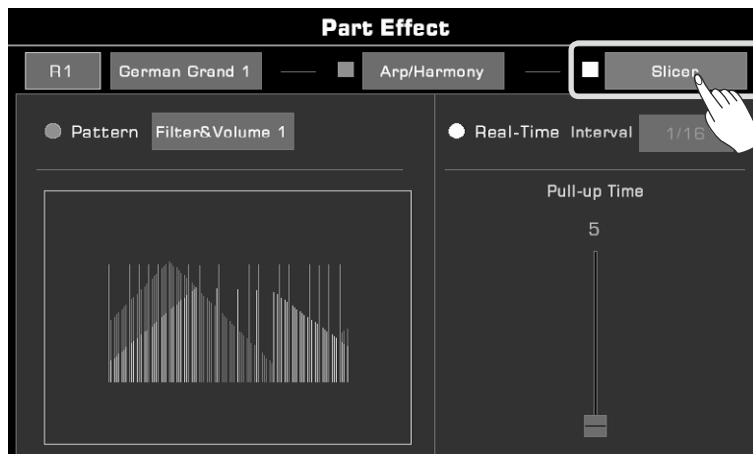 Part Effect
R1 German Grand 1 Arp/Harmony Slicer
Pattern Filter&Volume 1 Real-Time Interval 1/16
Pull-up Time
5